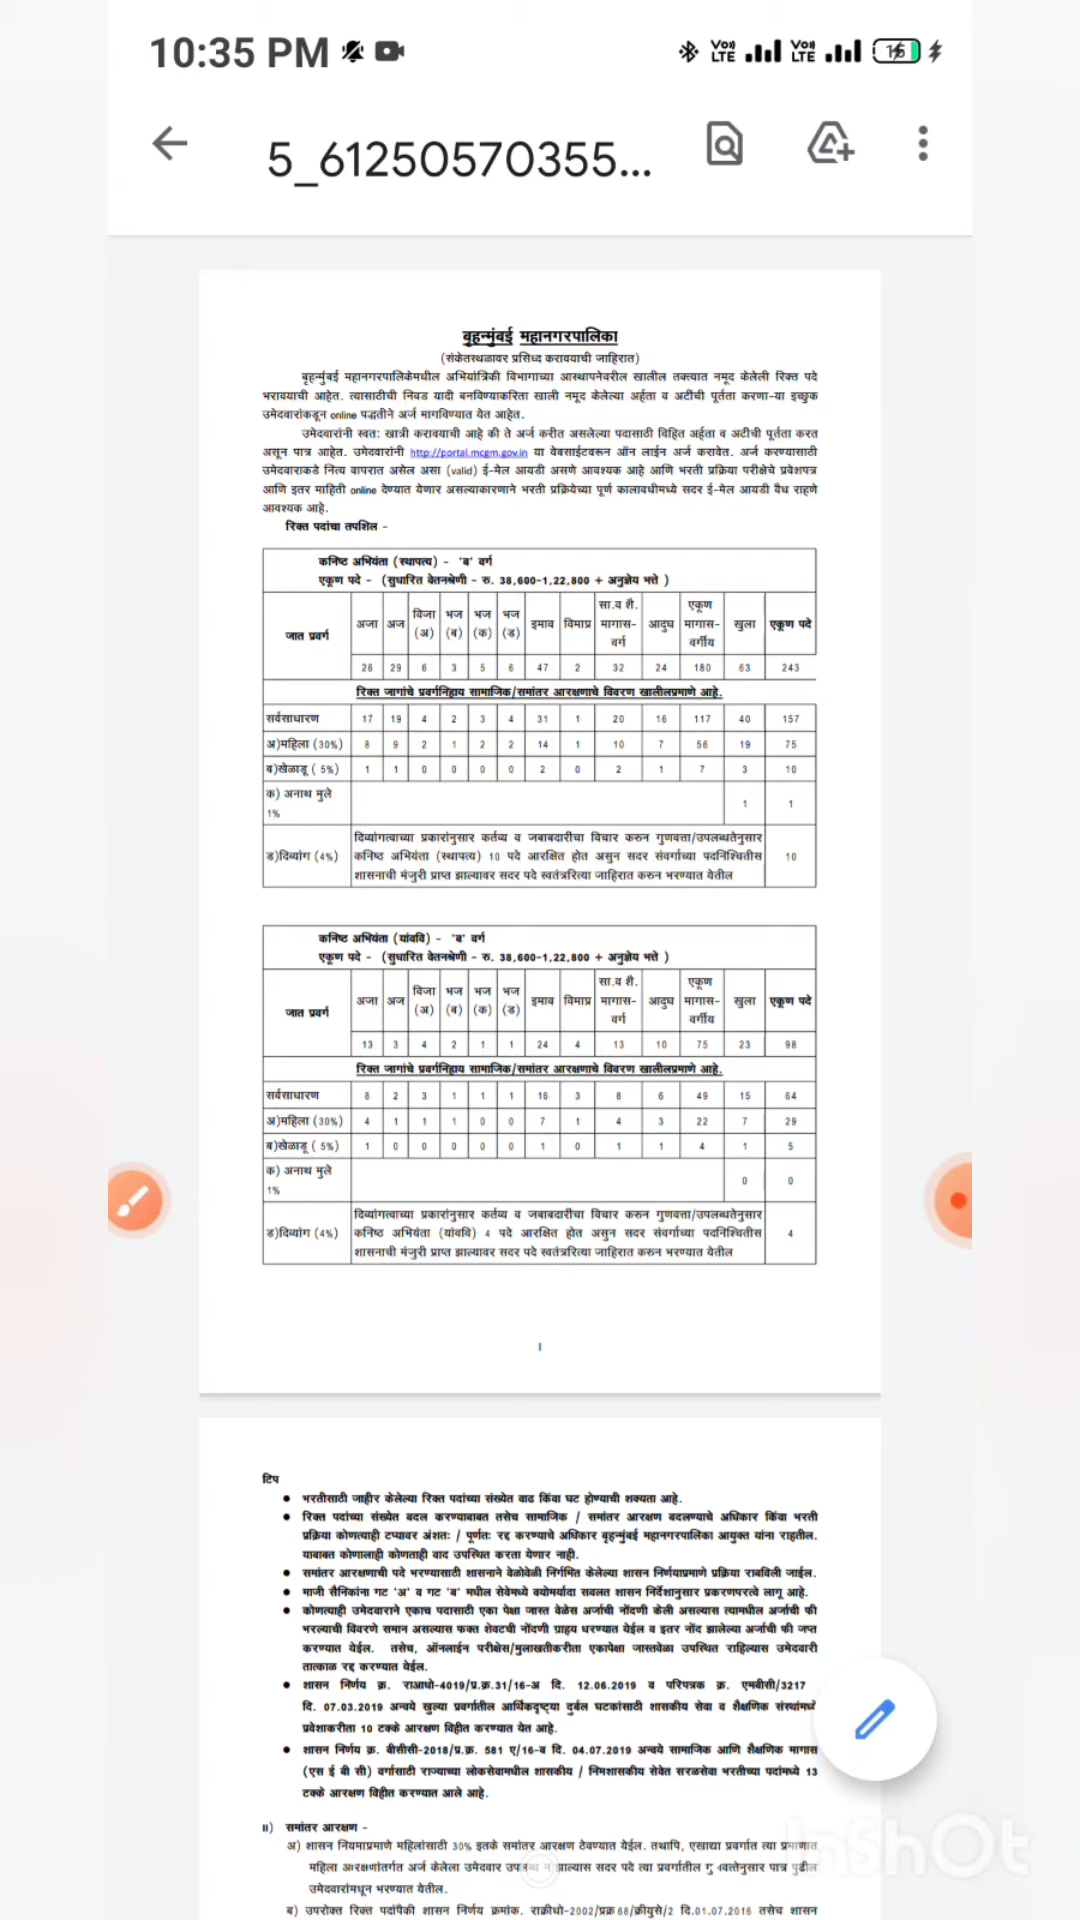 10:35 PM
Vo)) LTE Vo)) LTE
5_61250570355...
बृहन्मुंबई महानगरपालिका
(संकेतस्थळावर प्रसिध्द करावयाची जाहिरात)
बृहन्मुंबई महानगरपालिकेमधील अभियांत्रिकी विभागाच्या आस्थापनेवरील खालील तक्त्यात नमूद केलेली रिक्त पदे
भरावयाची आहेत. त्यासाठीची निवड यादी बनविण्याकरिता खाली नमूद केलेल्या अर्हता व अटींची पूर्तता करणा-या इच्छुक
उमेदवारांकडून online पद्धतीने अर्ज मागविण्यात येत आहेत.
उमेदवारांनी स्वतः खात्री करावयाची आहे की ते अर्ज करीत असलेल्या पदासाठी विहित अर्हता व अटीची पूर्तता करत
असून पात्र आहेत. उमेदवारांनी http://portal.mcgm.gov.in या वेबसाईटवरून ऑन लाईन अर्ज करावेत. अर्ज करण्यासाठी
उमेदवाराकडे नित्य वापरात असेल असा (valid) ई-मेल आयडी असणे आवश्यक आहे आणि भरती प्रक्रिया परीक्षेचे प्रवेशपत्र
आणि इतर माहिती online देण्यात येणार असल्याकारणाने भरती प्रक्रियेच्या पूर्ण कालावधीमध्ये सदर ई-मेल आयडी वैध राहणे
आवश्यक आहे.
रिक्त पदांचा तपशिल -
कनिष्ट अभियंता (स्थापत्य) - 'ब' वर्ग
एकूण पदे - (सुधारित वेतनश्रेणी - रु. 38,600-1,22,800 + अनुज्ञेय भत्ते )
जात प्रवर्ग अजा अज विजा (अ) भज (ब) भज (क) भज (ड) इमाव विमाप्र सा.व शै. मागास-वर्ग आदुघ एकूण मागास-वर्गीय खुला एकूण पदे
26 29 6 3 5 6 47 2 32 24 180 63 243
रिक्त जागांचे प्रवर्गनिहाय सामाजिक/समांतर आरक्षणाचे विवरण खालीलप्रमाणे आहे.
सर्वसाधारण 17 19 4 2 3 4 31 1 20 16 117 40 157
अ)महिला (30%) 8 9 2 1 2 2 14 1 10 7 56 19 75
ब)खेळाडू ( 5%) 1 1 0 0 0 0 2 0 2 1 7 3 10
क) अनाथ मुले 1% 1 1
दिव्यांगत्वाच्या प्रकारांनुसार कर्तव्य व जबाबदारीचा विचार करुन गुणवत्ता/उपलब्धतेनुसार
ड)दिव्यांग (4%) कनिष्ठ अभियंता (स्थापत्य) 10 पदे आरक्षित होत असुन सदर संवर्गाच्या पदनिश्चितीस 10
शासनाची मंजुरी प्राप्त झाल्यावर सदर पदे स्वतंत्ररित्या जाहिरात करुन भरण्यात येतील
कनिष्ट अभियंता (यांववि) - 'ब' वर्ग
एकूण पदे - (सुधारित वेतनश्रेणी - रु. 38,600-1,22,800 + अनुज्ञेय भत्ते )
जात प्रवर्ग अजा अज विजा (अ) भज (ब) भज (क) भज (ड) इमाव विमाप्र सा.व शै. मागास-वर्ग आदुघ एकूण मागास-वर्गीय खुला एकूण पदे
13 3 4 2 1 1 24 4 13 10 75 23 98
रिक्त जागांचे प्रवर्गनिहाय सामाजिक/समांतर आरक्षणाचे विवरण खालीलप्रमाणे आहे.
सर्वसाधारण 8 2 3 1 1 1 16 3 8 6 49 15 64
अ)महिला (30%) 4 1 1 1 0 0 7 1 4 3 22 7 29
ब)खेळाडू ( 5%) 1 0 0 0 0 0 1 0 1 1 4 1 5
क) अनाथ मुले 1% 0 0
दिव्यांगत्वाच्या प्रकारांनुसार कर्तव्य व जबाबदारीचा विचार करुन गुणवत्ता/उपलब्धतेनुसार
ड)दिव्यांग (4%) कनिष्ठ अभियंता (यांववि) 4 पदे आरक्षित होत असुन सदर संवर्गाच्या पदनिश्चितीस 4
शासनाची मंजुरी प्राप्त झाल्यावर सदर पदे स्वतंत्ररित्या जाहिरात करुन भरण्यात येतील
1
टिप
● भरतीसाठी जाहीर केलेल्या रिक्त पदांच्या संख्येत वाढ किंवा घट होण्याची शक्यता आहे.
● रिक्त पदांच्या संख्येत बदल करण्याबाबत तसेच सामाजिक / समांतर आरक्षण बदलण्याचे अधिकार किंवा भरती
प्रक्रिया कोणत्याही टप्यावर अंशतः / पूर्णतः रद्द करण्याचे अधिकार बृहन्मुंबई महानगरपालिका आयुक्त यांना राहतील.
याबाबत कोणालाही कोणताही वाद उपस्थित करता येणार नाही.
● समांतर आरक्षणाची पदे भरण्यासाठी शासनाने वेळोवेळी निर्गमित केलेल्या शासन निर्णयाप्रमाणे प्रक्रिया राबविली जाईल.
● माजी सैनिकांना गट 'अ' व गट 'ब' मधील सेवेमध्ये वयोमर्यादा सवलत शासन निर्देशानुसार प्रकरणपरत्वे लागू आहे.
● कोणत्याही उमेदवाराने एकाच पदासाठी एका पेक्षा जास्त वेळेस अर्जाची नोंदणी केली असल्यास त्यामधील अर्जाची फी
भरल्याची विवरणे समान असल्यास फक्त शेवटची नोंदणी ग्राहय धरण्यात येईल व इतर नोंद झालेल्या अर्जाची फी जप्त
करण्यात येईल. तसेच, ऑनलाईन परीक्षेस/मुलाखतीकरीता एकापेक्षा जास्तवेळा उपस्थित राहिल्यास उमेदवारी
तात्काळ रद्द करण्यात येईल.
● शासन निर्णय क्र. राआधो-4019/प्र.क्र.31/16-अ दि. 12.06.2019 व परिपत्रक क्र. एमबीसी/3217
दि. 07.03.2019 अन्वये खुल्या प्रवर्गातील आर्थिकदृष्ट्या दुर्बल घटकांसाठी शासकीय सेवा व शैक्षणिक संस्थांमध्ये
प्रवेशाकरीता 10 टक्के आरक्षण विहीत करण्यात येत आहे.
● शासन निर्णय क्र. बीसीसी-2018/प्र.क्र. 581 ए/16-ब दि. 04.07.2019 अन्वये सामाजिक आणि शैक्षणिक मागास
(एस ई बी सी) वर्गासाठी राज्याच्या लोकसेवामधील शासकीय / निमशासकीय सेवेत सरळसेवा भरतीच्या पदांमध्ये 13
टक्के आरक्षण विहीत करण्यात आले आहे.
II) समांतर आरक्षण -
अ) शासन नियमाप्रमाणे महिलांसाठी 30% इतके समांतर आरक्षण ठेवण्यात येईल. तथापि, एखाद्या प्रवर्गात त्या प्रमाणात
महिला आरक्षणांतर्गत अर्ज केलेला उमेदवार उपलब्ध न झाल्यास सदर पदे त्या प्रवर्गातील गुणवत्तेनुसार पात्र पुढील
उमेदवारांमधून भरण्यात येतील.
ब) उपरोक्त रिक्त पदांपैकी शासन निर्णय क्रमांक. राक्रीधो-2002/प्रक्र 68/क्रीयुसे/2 दि.01.07.2016 तसेच शासन
InShOt